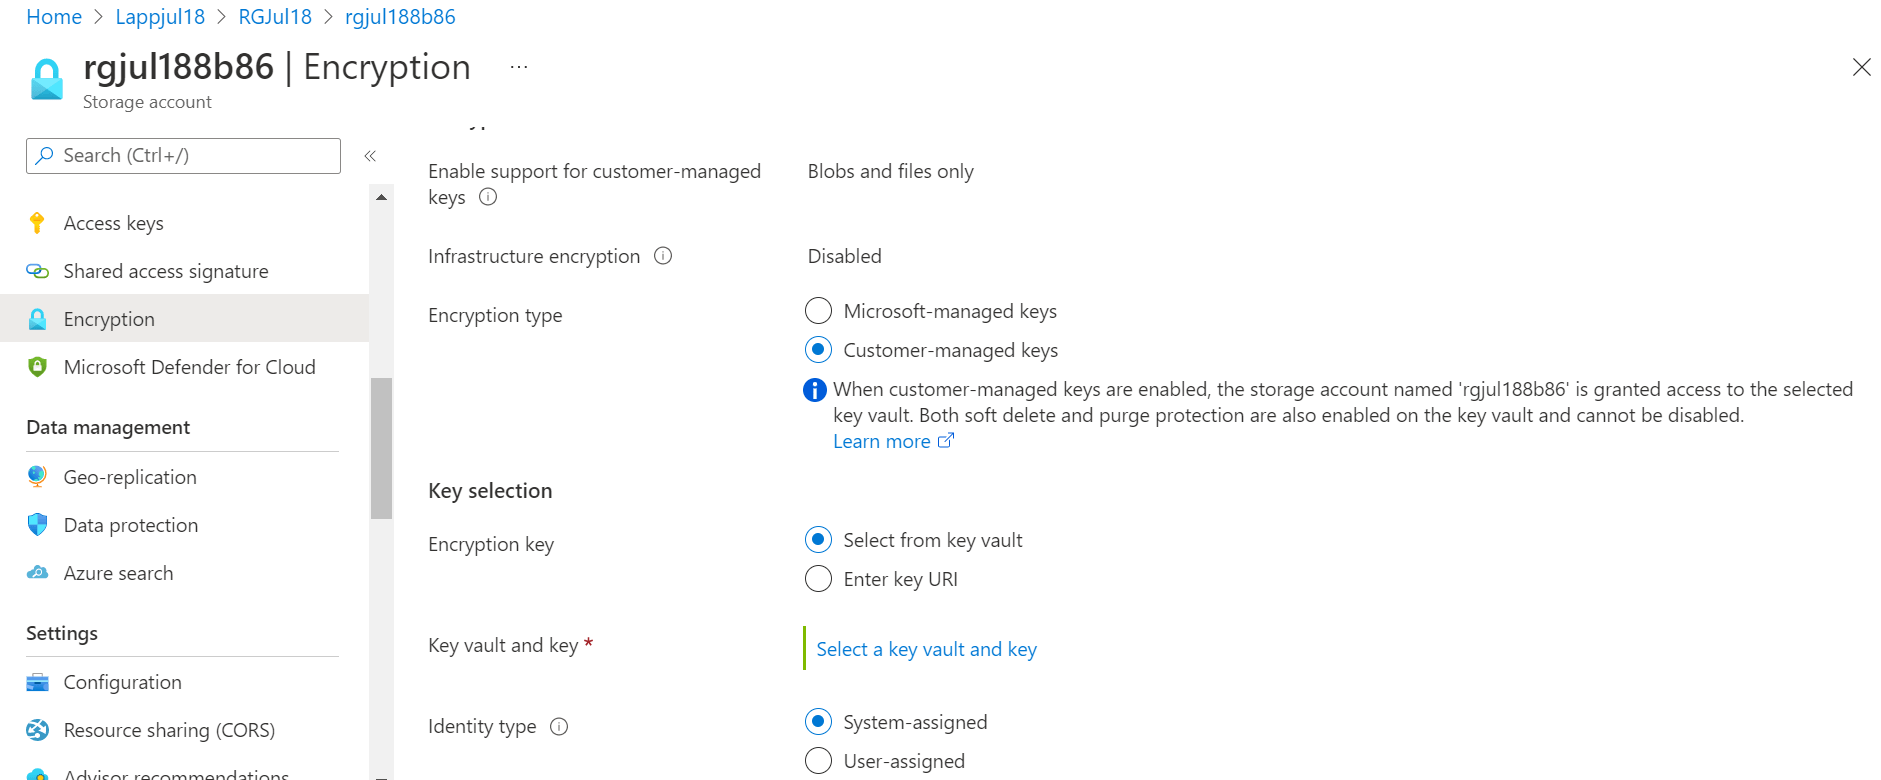 Home > Lappjul18 > RGJul18 > rgjul188b86
rgjul188b86 | Encryption ...
Storage account
Search (Ctrl+/)
«
Access keys
Shared access signature
Encryption
Microsoft Defender for Cloud
Data management
Geo-replication
Data protection
Azure search
Settings
Configuration
Resource sharing (CORS)
Advisor recommendations
Enable support for customer-managed
keys
Blobs and files only
Infrastructure encryption
Disabled
Encryption type
Microsoft-managed keys
Customer-managed keys
When customer-managed keys are enabled, the storage account named 'rgjul188b86' is granted access to the selected
key vault. Both soft delete and purge protection are also enabled on the key vault and cannot be disabled.
Learn more
Key selection
Encryption key
Select from key vault
Enter key URI
Key vault and key *
Select a key vault and key
Identity type
System-assigned
User-assigned